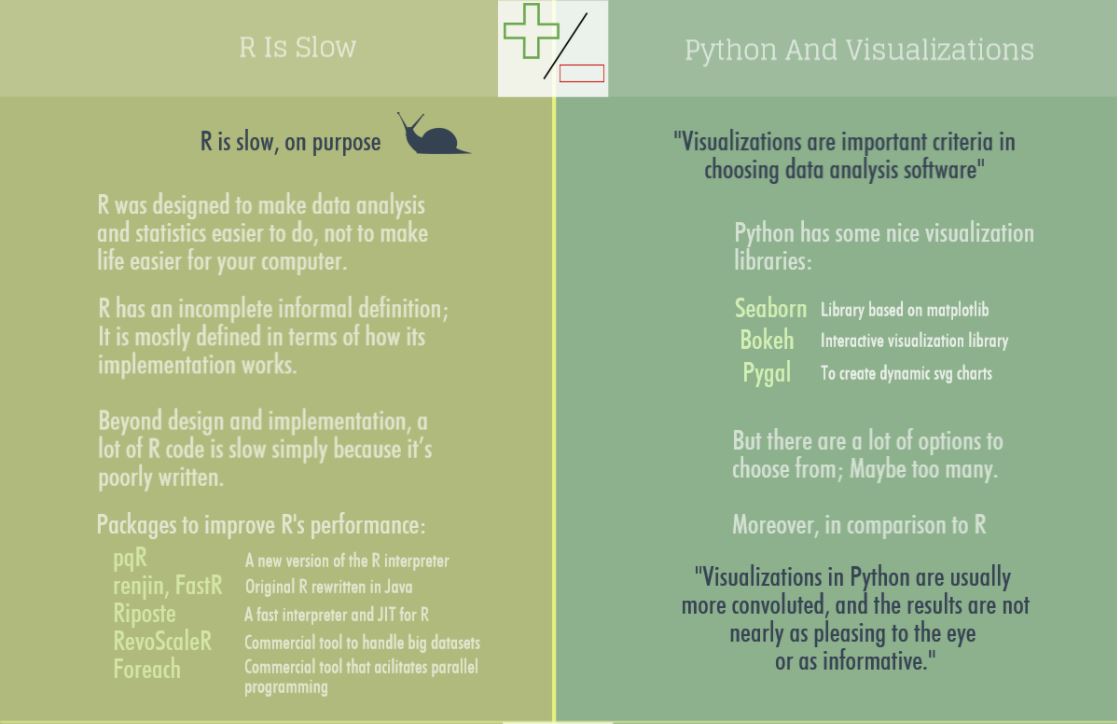 R Is Slow
R is slow, on purpose
R was designed to make data analysis
and statistics easier to do, not to make
life easier for your computer.
R has an incomplete informal definition;
It is mostly defined in terms of how its
implementation works.
Beyond design and implementation, a
lot of R code is slow simply because it’s
poorly written.
Packages to improve R's performance:
pqR A new version of the R interpreter
renjin, FastR Original R rewritten in Java
Riposte A fast interpreter and JIT for R
RevoScaleR Commercial tool to handle big datasets
Foreach Commercial tool that acilitates parallel
programming
Python And Visualizations
"Visualizations are important criteria in
choosing data analysis software"
Python has some nice visualization
libraries:
Seaborn Library based on matplotlib
Bokeh Interactive visualization library
Pygal To create dynamic svg charts
But there are a lot of options to
choose from; Maybe too many.
Moreover, in comparison to R
"Visualizations in Python are usually
more convoluted, and the results are not
nearly as pleasing to the eye
or as informative."